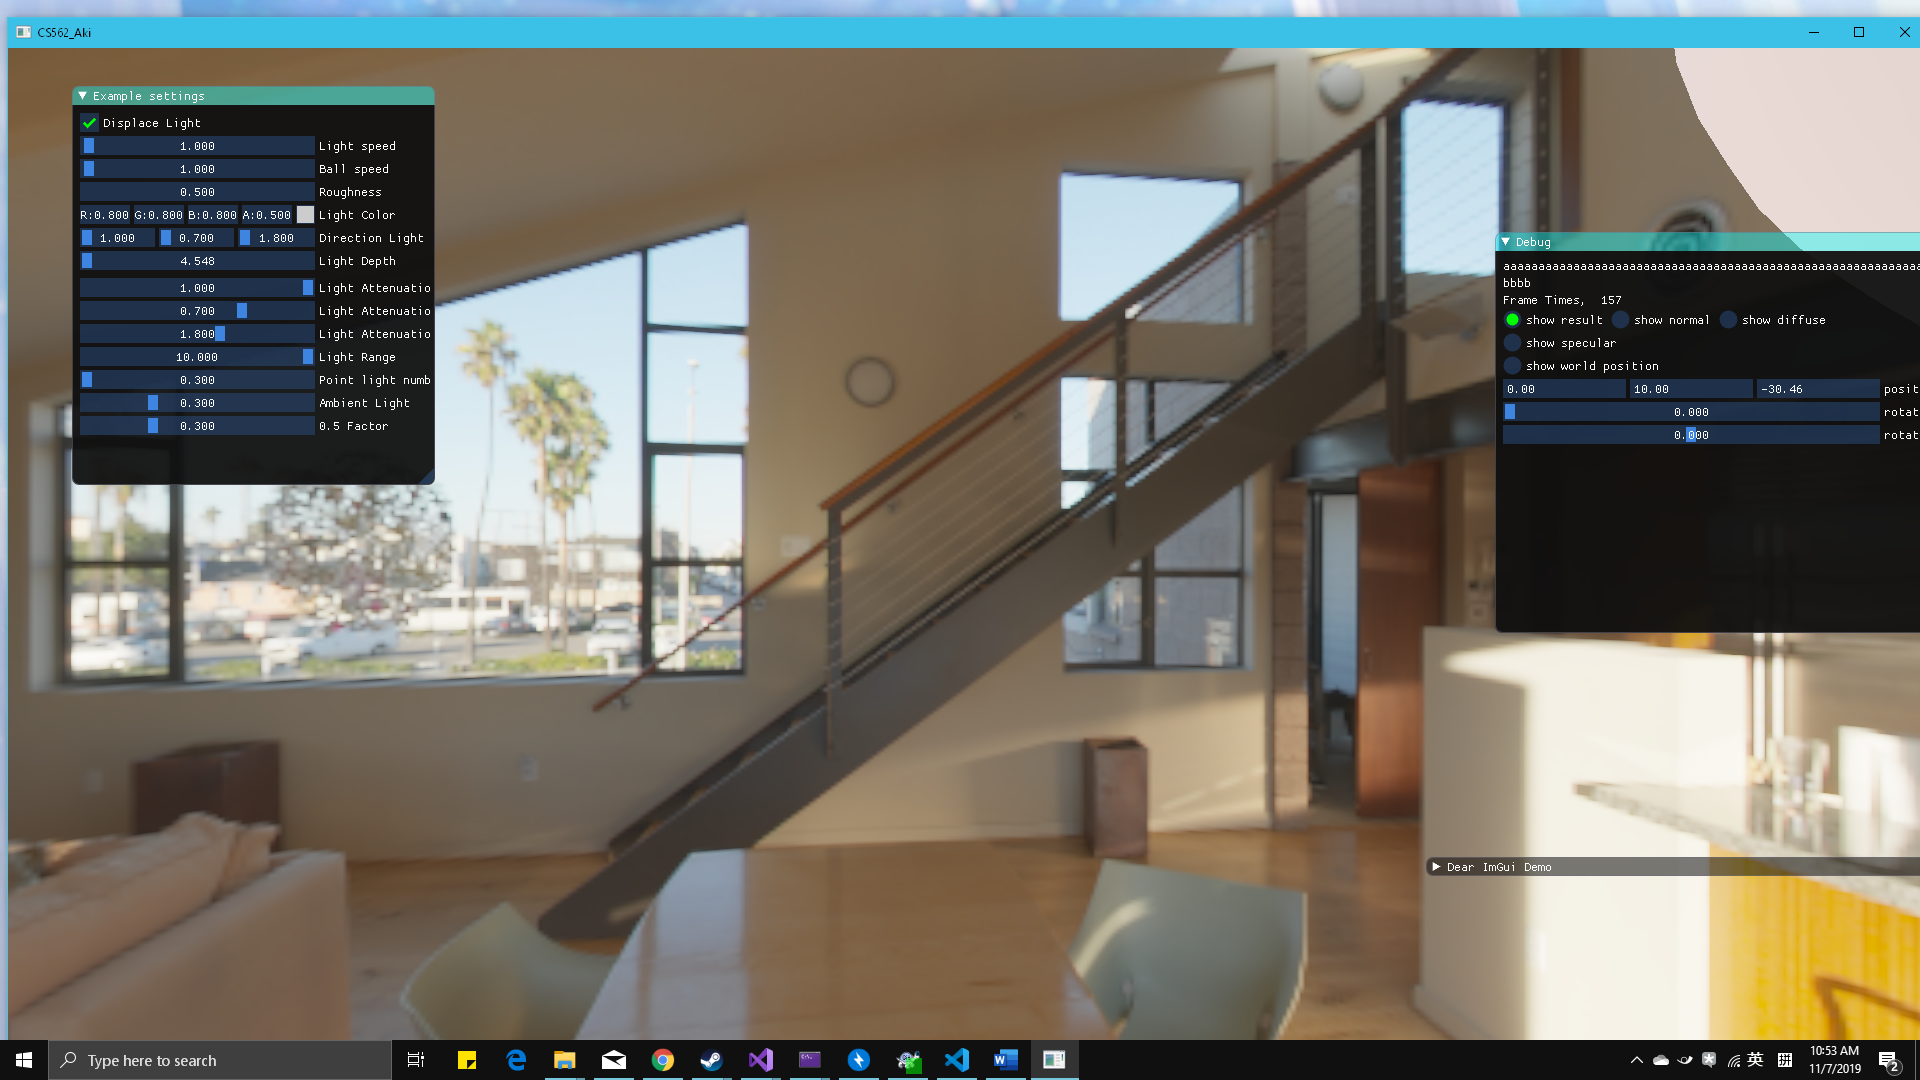 CS562_Aki
Example settings
Displace Light
1.000 Light speed
1.000 Ball speed
0.500 Roughness
R:0.800 G:0.800 B:0.800 A:0.500 Light Color
1.000 0.700 1.800 Direction Light
4.548 Light Depth
1.000 Light Attenuatio
0.700 Light Attenuatio
1.800 Light Attenuatio
10.000 Light Range
0.300 Point light numb
0.300 Ambient Light
0.300 0.5 Factor
Debug
bbbb
Frame Times, 157
show result show normal show diffuse
show specular
show world position
0.00 10.00 -30.46 posit
0.000 rotat
0.000 rotat
Dear ImGui Demo
Type here to search
英 拼
10:53 AM
11/7/2019
2